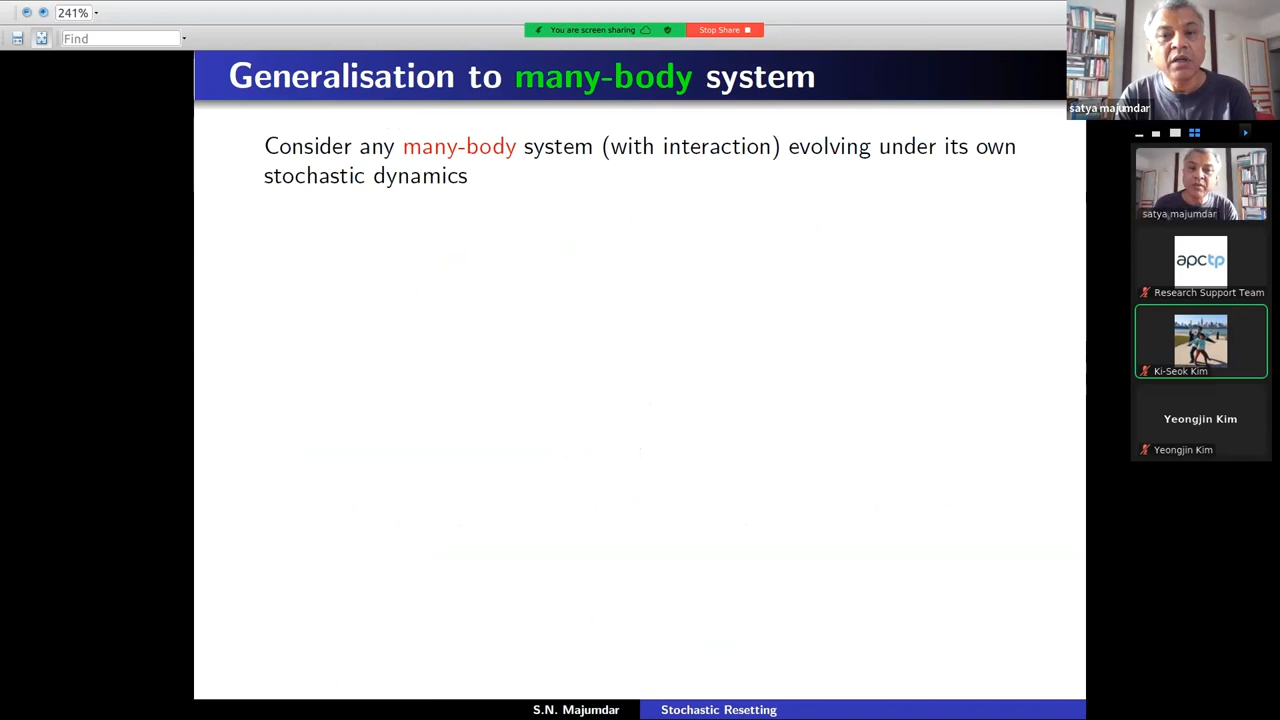 241%
Find
You are screen sharing
Stop Share
Generalisation to many-body system
satya majumdar
Consider any many-body system (with interaction) evolving under its own
stochastic dynamics
satya majumdar
apctp
Research Support Team
Ki-Seok Kim
Yeongjin Kim
Yeongjin Kim
S.N. Majumdar
Stochastic Resetting